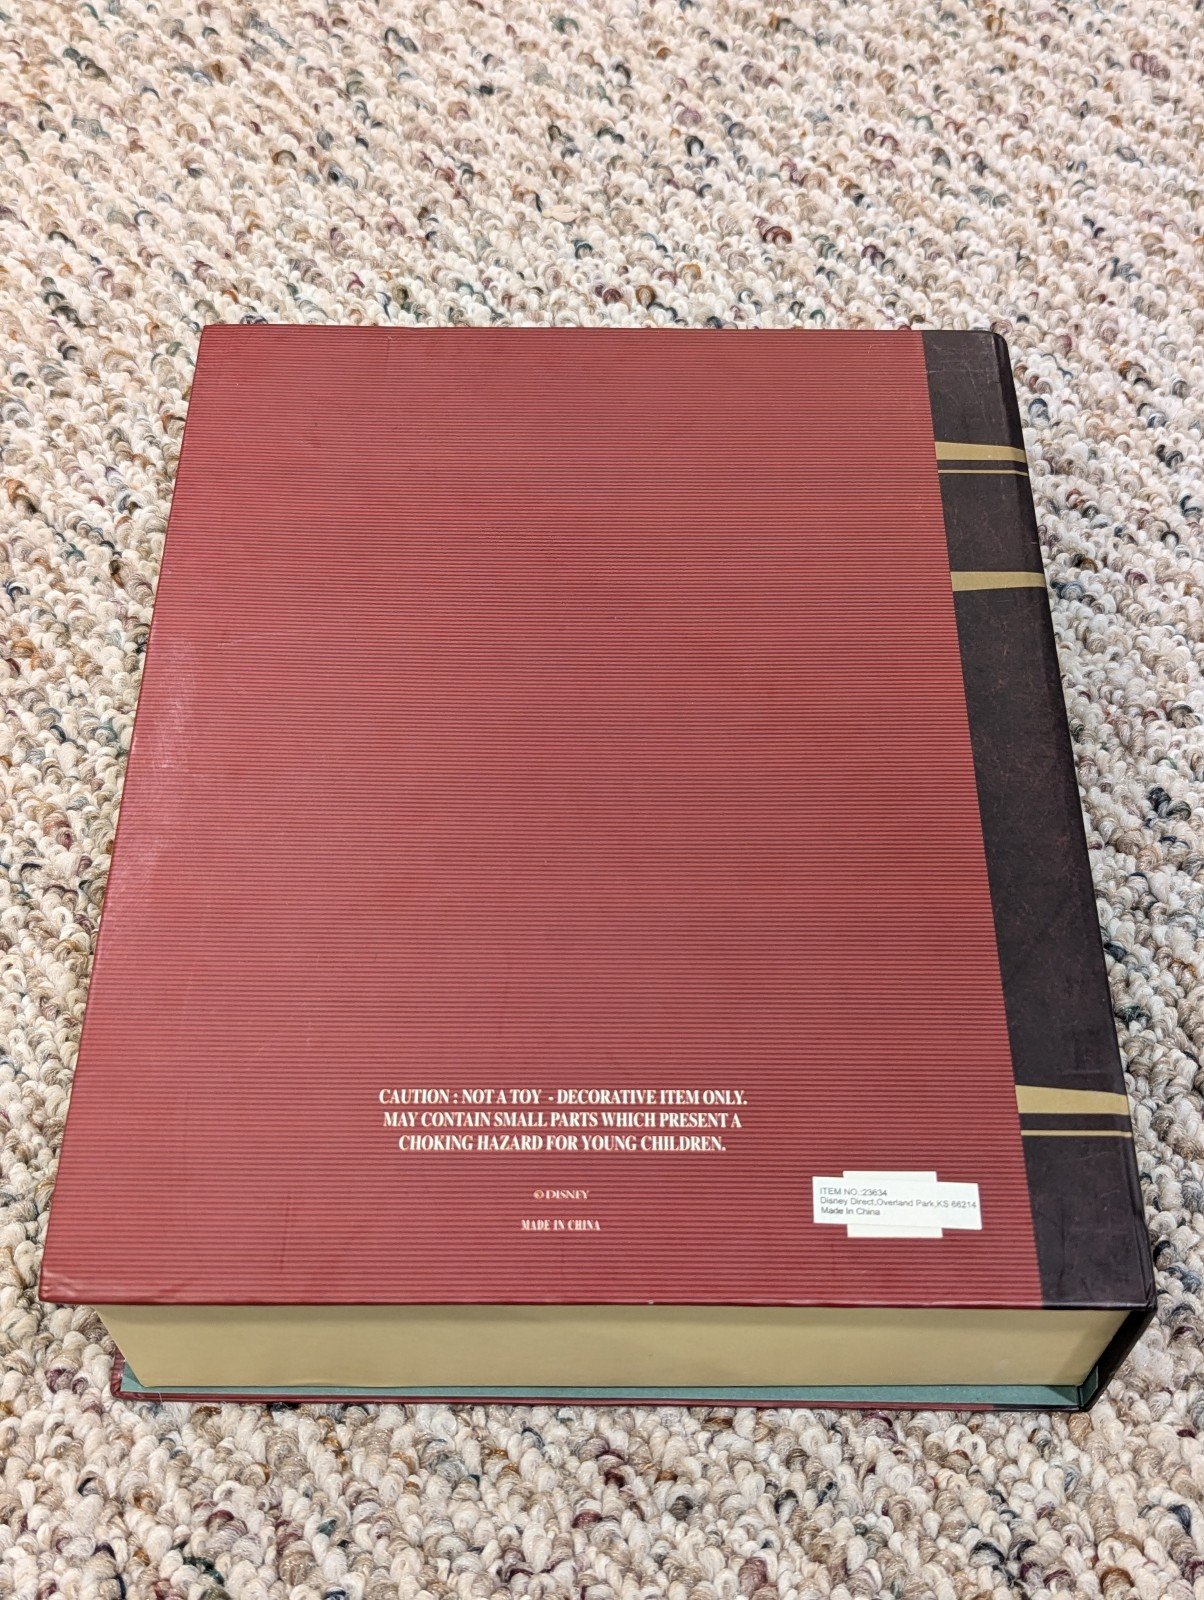 CAUTION : NOT A TOY - DECORATIVE ITEM ONLY.
MAY CONTAIN SMALL PARTS WHICH PRESENT A
CHOKING HAZARD FOR YOUNG CHILDREN.
© DISNEY
MADE IN CHINA
ITEM NO.:23634
Disney Direct,Overland Park,KS 66214
Made In China